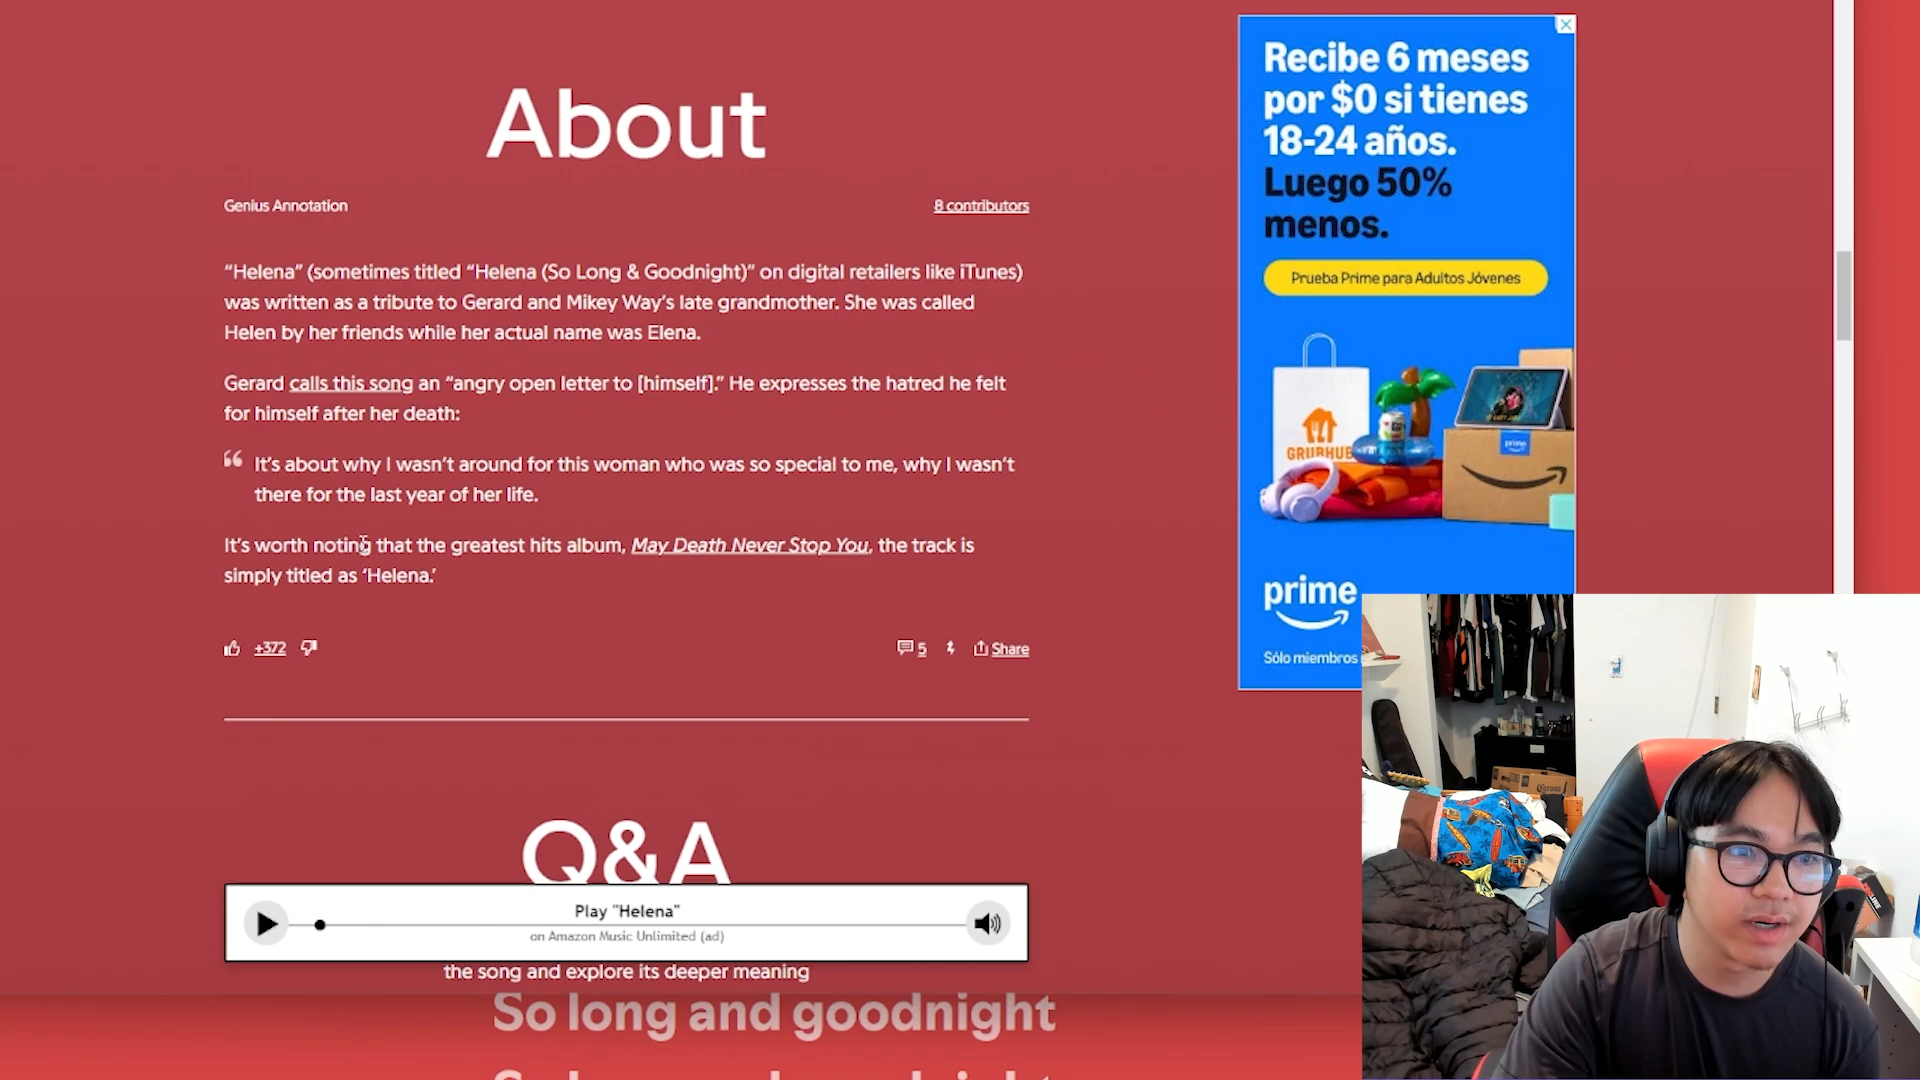 About
Genius Annotation
8 contributors
“Helena” (sometimes titled “Helena (So Long & Goodnight)” on digital retailers like iTunes)
was written as a tribute to Gerard and Mikey Way’s late grandmother. She was called
Helen by her friends while her actual name was Elena.
Gerard calls this song an “angry open letter to [himself].” He expresses the hatred he felt
for himself after her death:
“ It’s about why I wasn’t around for this woman who was so special to me, why I wasn’t
there for the last year of her life.
It’s worth noting that the greatest hits album, May Death Never Stop You, the track is
simply titled as ‘Helena.’
+372
5
Share
Q&A
Play "Helena"
on Amazon Music Unlimited (ad)
the song and explore its deeper meaning
So long and goodnight
Recibe 6 meses
por $0 si tienes
18-24 años.
Luego 50%
menos.
Prueba Prime para Adultos Jóvenes
GRUBHUB
prime
prime
Sólo miembros
Corona